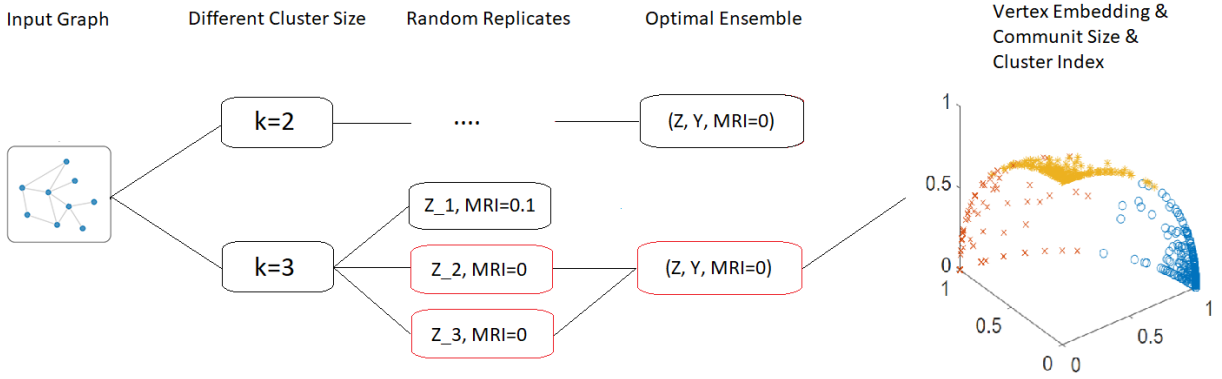 Input Graph
Different Cluster Size
Random Replicates
Optimal Ensemble
Vertex Embedding &
Communit Size &
Cluster Index
k=2
....
(Z, Y, MRI=0)
k=3
Z_1, MRI=0.1
Z_2, MRI=0
Z_3, MRI=0
(Z, Y, MRI=0)
1
0.5
0
1
0.5
0
0
0.5
1